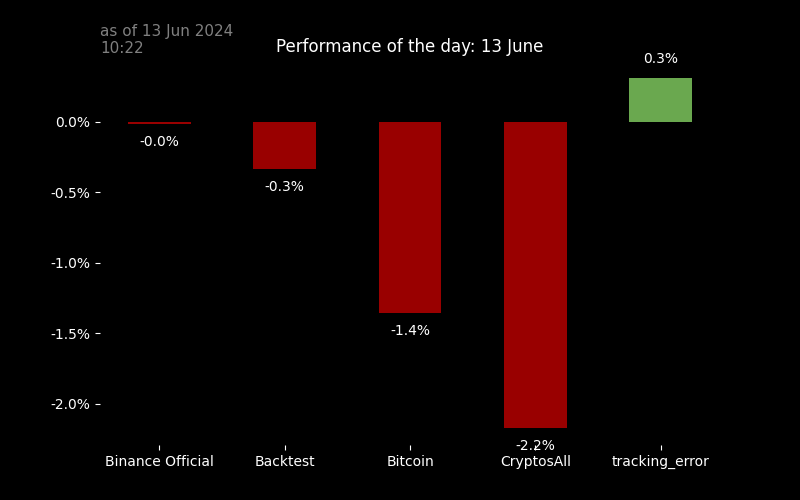 as of 13 Jun 2024
10:22
Performance of the day: 13 June
0.3%
0.0%
-0.0%
-0.3%
-0.5%
-1.0%
-1.4%
-1.5%
-2.0%
-2.2%
Binance Official
Backtest
Bitcoin
CryptosAll
tracking_error